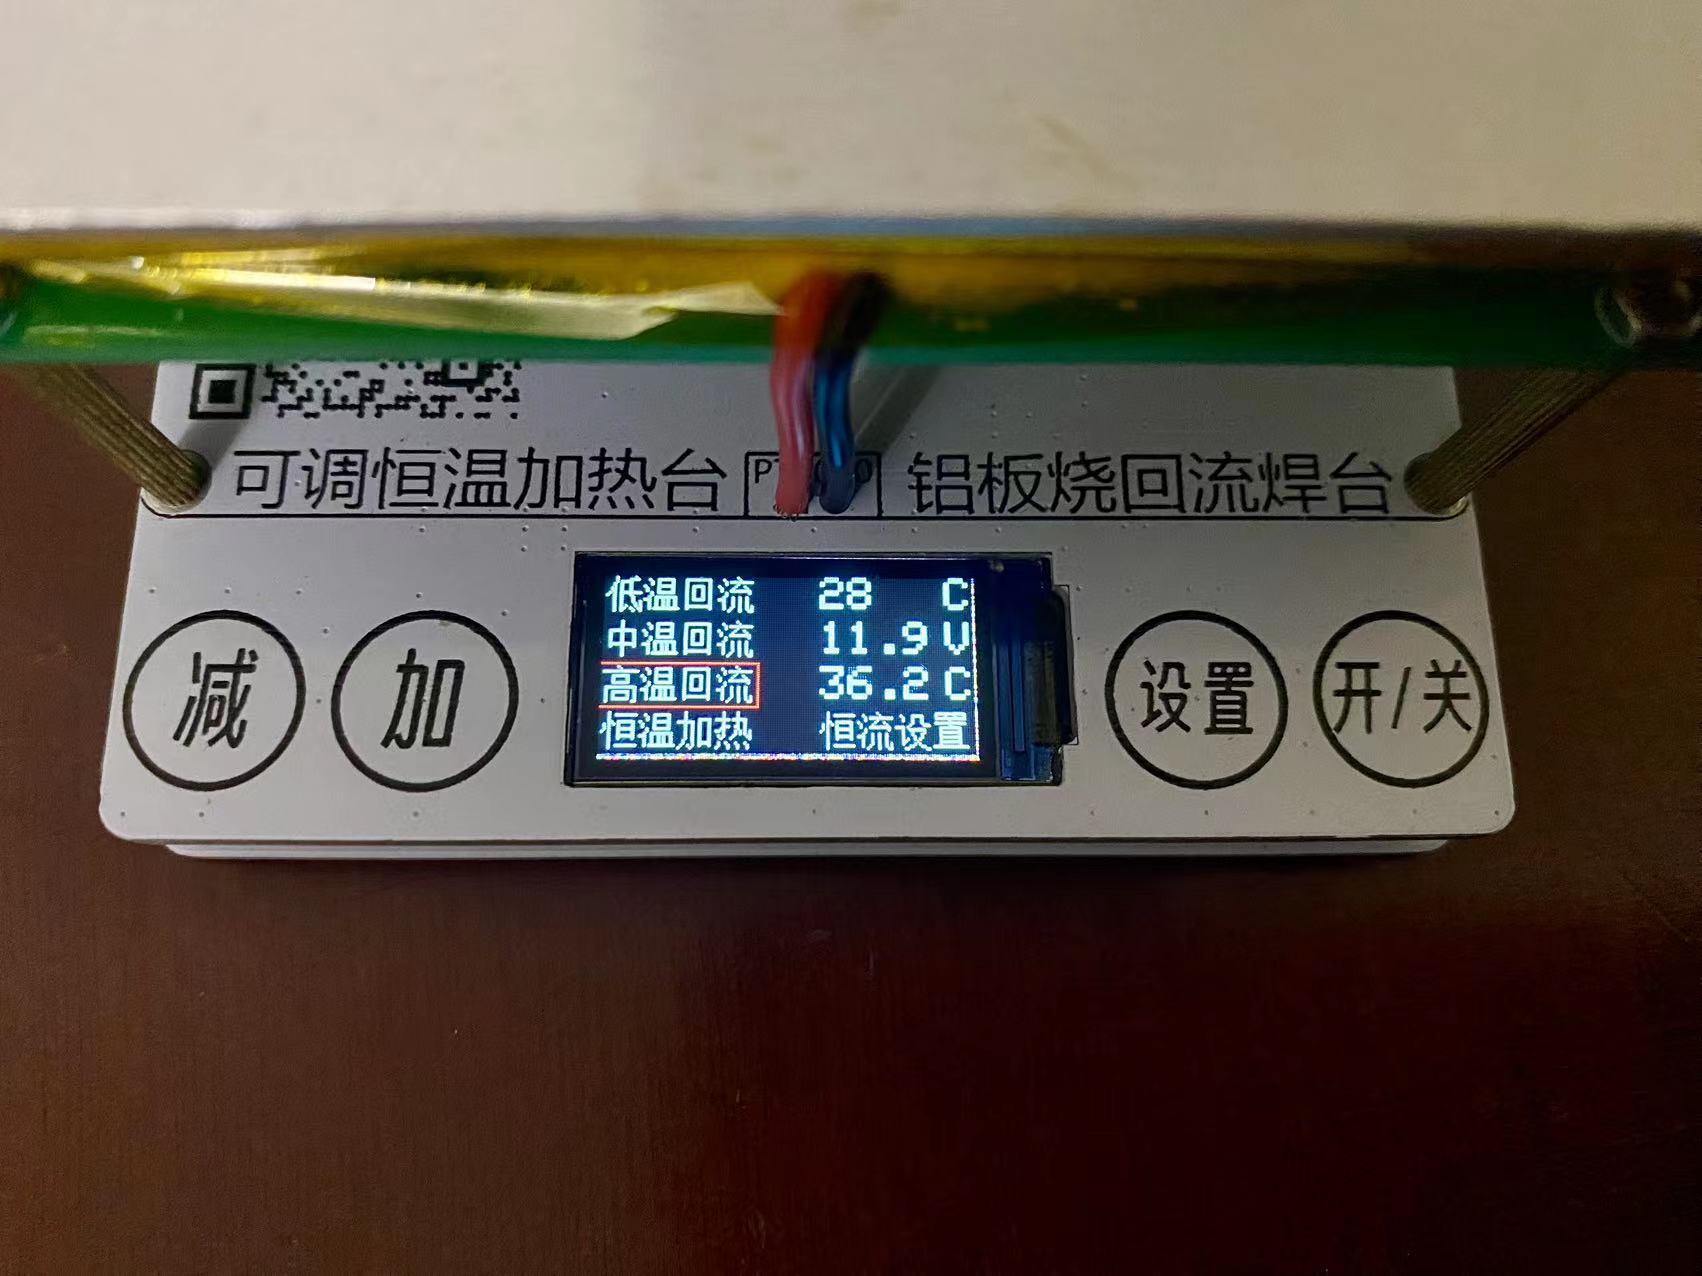 可调恒温加热台 铝板烧回流焊台
低温回流 28 C
中温回流 11.9 V
高温回流 36.2 C
恒温加热 恒流设置
减 加 设置 开/关